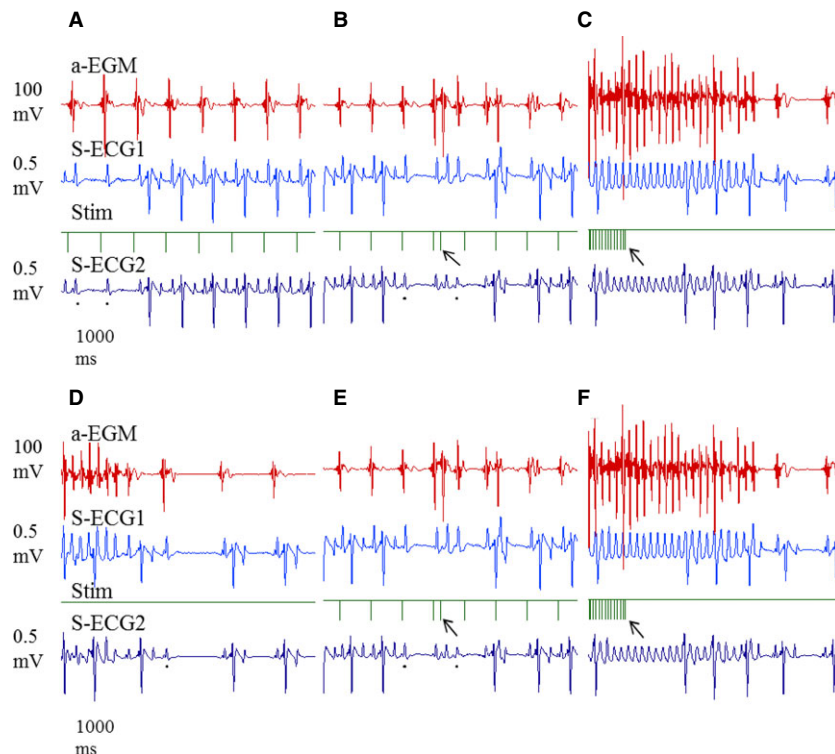 A
B
C
a-EGM
100
mV
S-ECG1
0.5
mV
Stim
S-ECG2
0.5
mV
1000
ms
D
E
F
a-EGM
100
mV
S-ECG1
0.5
mV
Stim
S-ECG2
0.5
mV
1000
ms